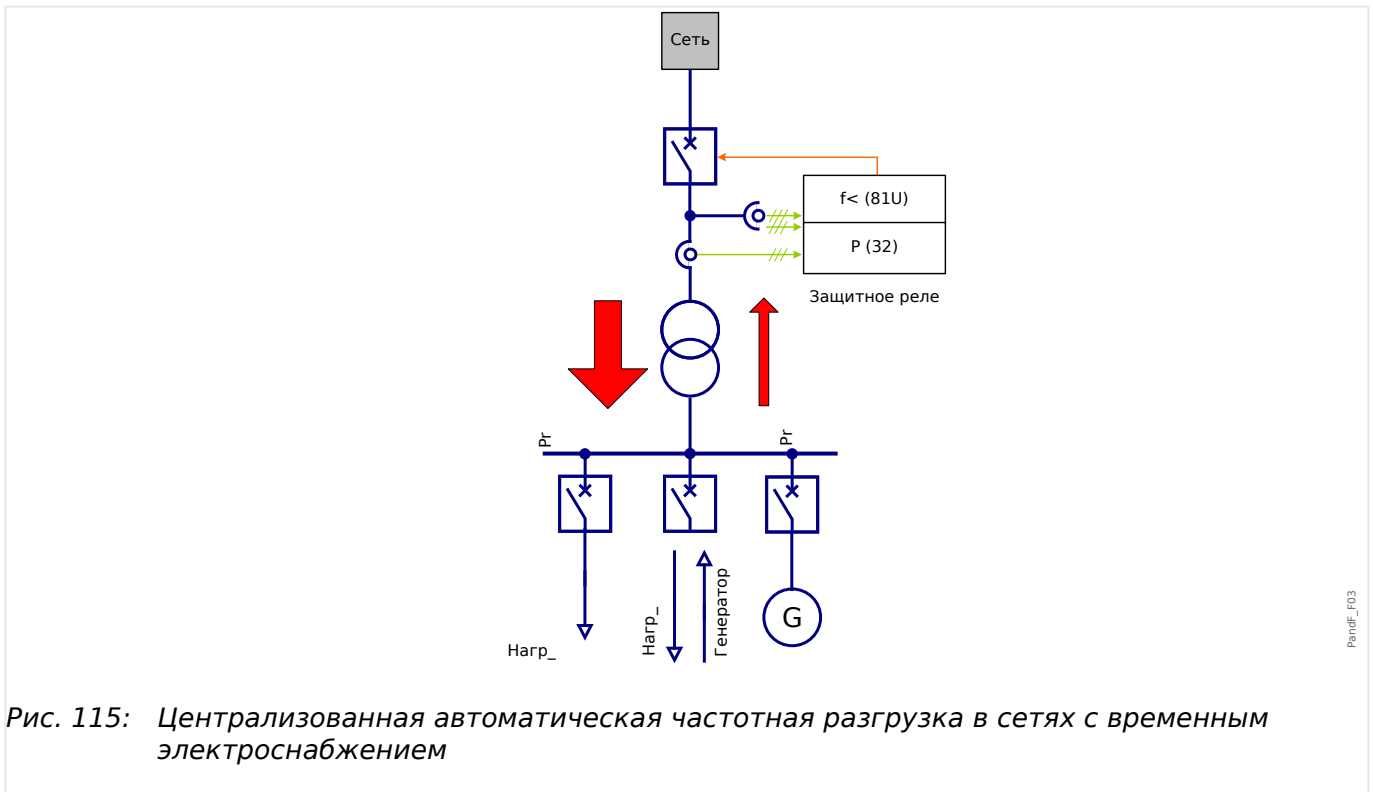 Сеть
f< (81U)
P (32)
Защитное реле
Pr
Pr
Нагр_
Нагр_
Генератор
G
PandF_F03
Рис. 115: Централизованная автоматическая частотная разгрузка в сетях с временным
электроснабжением